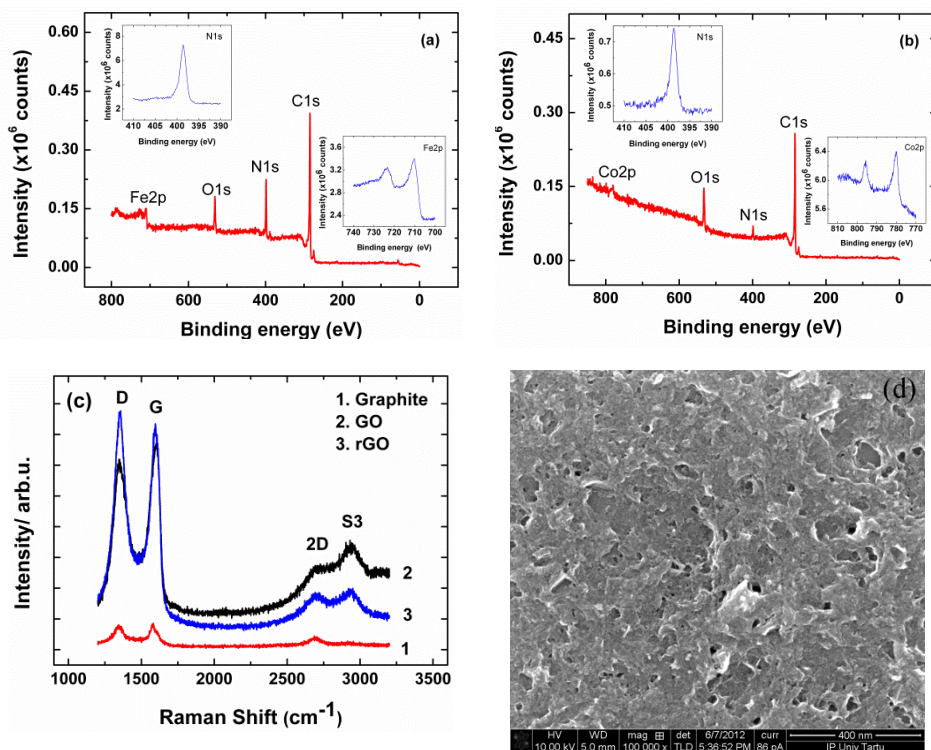 (a)
N1s
Intensity (x10⁶ counts)
8
6
4
2
410 405 400 395 390
Binding energy (eV)
Fe2p
Intensity (x10⁶ counts)
3.6
3.2
2.8
2.4
740 730 720 710 700
Binding energy (eV)
Intensity (x10⁶ counts)
0.60
0.45
0.30
0.15
0.00
Fe2p
O1s
N1s
C1s
800 600 400 200 0
Binding energy (eV)
(b)
N1s
Intensity (x10⁶ counts)
0.7
0.6
0.5
410 405 400 395 390
Binding energy (eV)
Co2p
Intensity (x10⁶ counts)
6.4
6.0
5.6
810 800 790 780 770
Binding energy (eV)
Intensity (x10⁶ counts)
0.45
0.30
0.15
0.00
Co2p
O1s
N1s
C1s
800 600 400 200 0
Binding energy (eV)
(c)
D
G
1. Graphite
2. GO
3. rGO
2D
S3
2
3
1
Intensity/ arb.u.
1000 1500 2000 2500 3000 3500
Raman Shift (cm⁻¹)
(d)
HV WD mag ⊞ det 6/7/2012 curr 400 nm
10.00 kV 5.0 mm 100 000 x TLD 5:36:52 PM 86 pA IP Univ Tartu